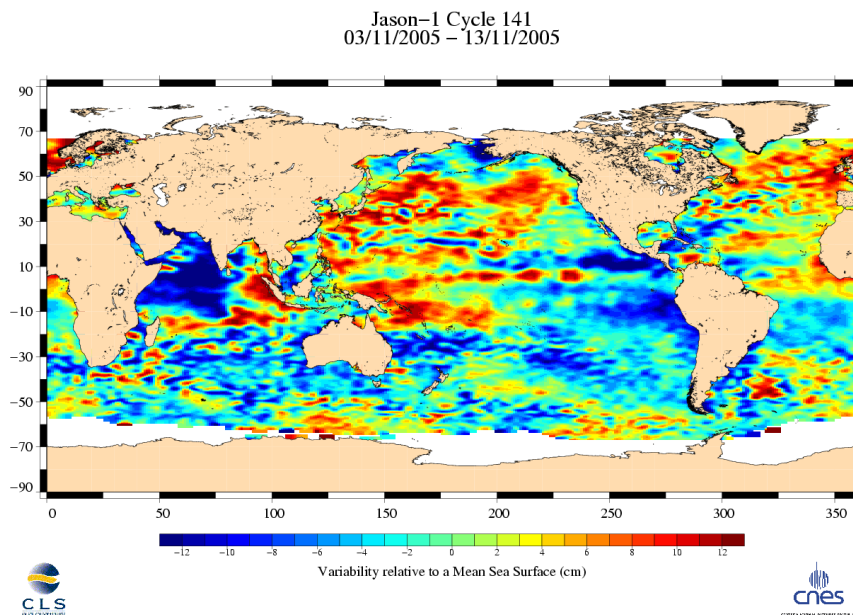 Jason-1 Cycle 141
03/11/2005 - 13/11/2005
90
70
50
30
10
-10
-30
-50
-70
-90
0 50 100 150 200 250 300 350
-12 -10 -8 -6 -4 -2 0 2 4 6 8 10 12
Variability relative to a Mean Sea Surface (cm)
CLS
cnes